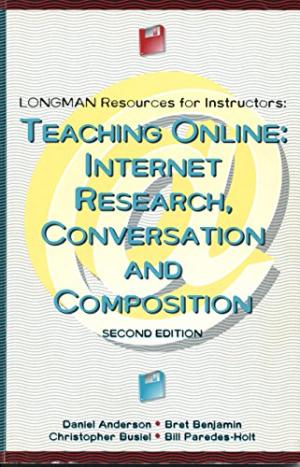 LONGMAN Resources for Instructors:
TEACHING ONLINE:
INTERNET
RESEARCH,
CONVERSATION
AND
COMPOSITION
SECOND EDITION
Daniel Anderson • Bret Benjamin
Christopher Busiel • Bill Paredes-Holt